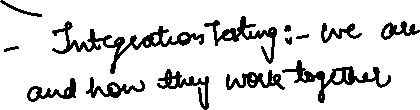 - Integration Testing:- we are
and how they work together